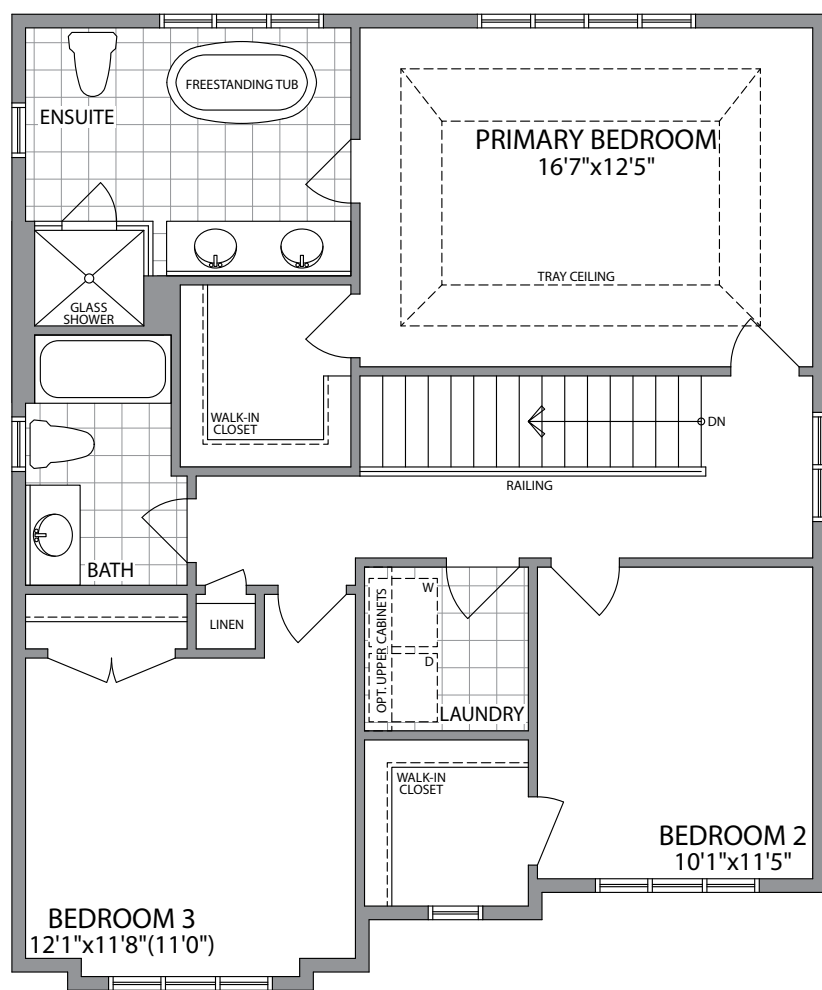 FREESTANDING TUB
ENSUITE
PRIMARY BEDROOM
16'7"x12'5"
TRAY CEILING
GLASS
SHOWER
WALK-IN
CLOSET
DN
RAILING
BATH
LINEN
OPT. UPPER CABINETS
W
D
LAUNDRY
WALK-IN
CLOSET
BEDROOM 2
10'1"x11'5"
BEDROOM 3
12'1"x11'8"(11'0")